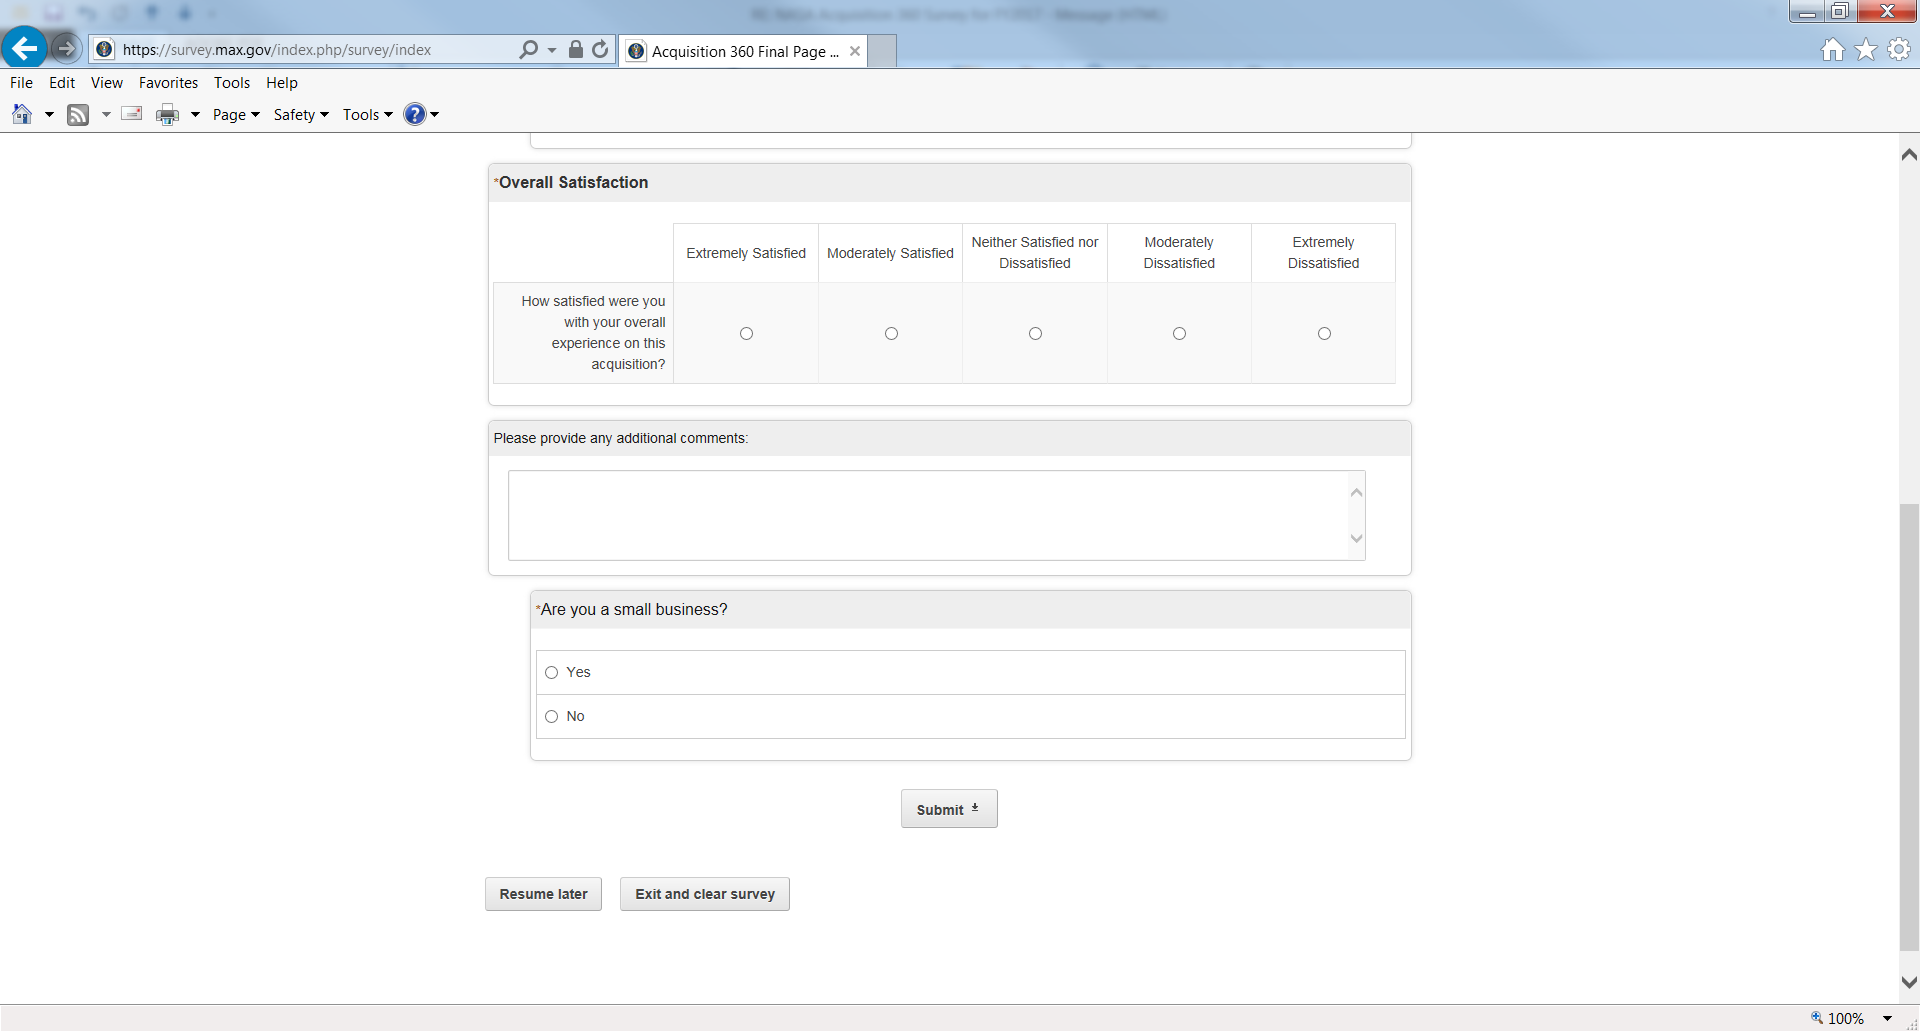 https://survey.max.gov/index.php/survey/index
Acquisition 360 Final Page ...
File Edit View Favorites Tools Help
Page Safety Tools
*Overall Satisfaction
Extremely Satisfied
Moderately Satisfied
Neither Satisfied nor
Dissatisfied
Moderately
Dissatisfied
Extremely
Dissatisfied
How satisfied were you
with your overall
experience on this
acquisition?
Please provide any additional comments:
*Are you a small business?
Yes
No
Submit
Resume later
Exit and clear survey
100%